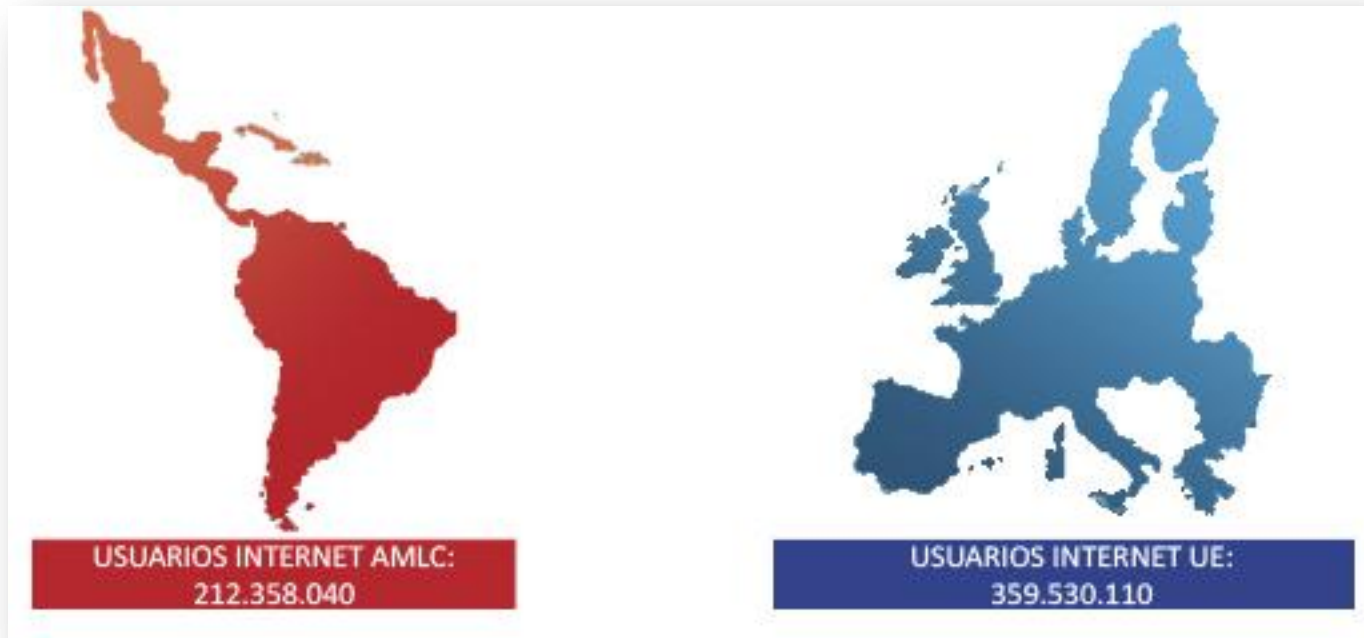 USUARIOS INTERNET AMLC:
212.358.040
USUARIOS INTERNET UE:
359.530.110